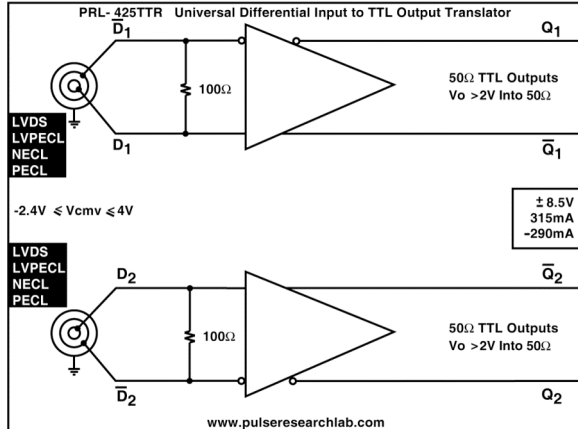 PRL- 425TTR Universal Differential Input to TTL Output Translator
D̅1
Q1
100Ω
50Ω TTL Outputs
Vo >2V Into 50Ω
LVDS
LVPECL
NECL
PECL
D1
Q̅1
-2.4V ≤ Vcmv ≤ 4V
± 8.5V
315mA
-290mA
LVDS
LVPECL
NECL
PECL
D2
Q̅2
100Ω
50Ω TTL Outputs
Vo >2V Into 50Ω
D̅2
Q2
www.pulseresearchlab.com